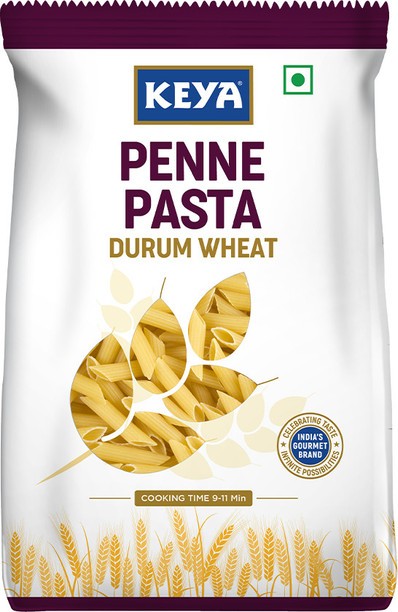 KEYA
PENNE
PASTA
DURUM WHEAT
CELEBRATING TASTE
INDIA'S
GOURMET
BRAND
INFINITE POSSIBILITIES
COOKING TIME 9-11 Min